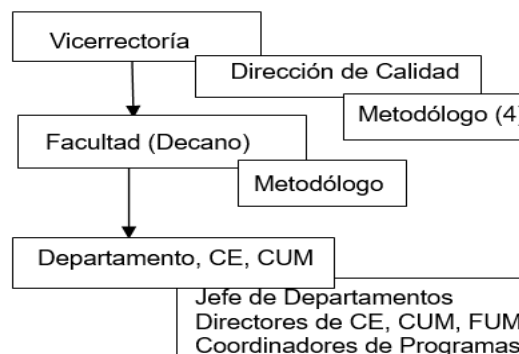 Vicerrectoría
Dirección de Calidad
Metodólogo (4)
Facultad (Decano)
Metodólogo
Departamento, CE, CUM
Jefe de Departamentos
Directores de CE, CUM, FUM
Coordinadores de Programas